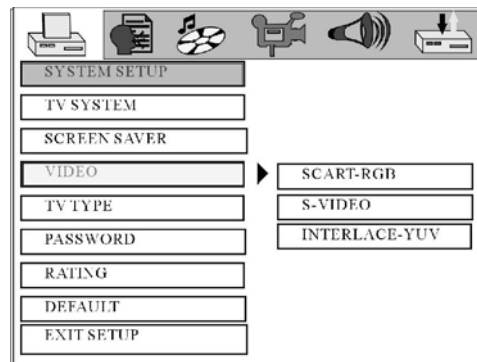 SYSTEM SETUP
TV SYSTEM
SCREEN SAVER
VIDEO
TV TYPE
PASSWORD
RATING
DEFAULT
EXIT SETUP
SCART-RGB
S-VIDEO
INTERLACE-YUV